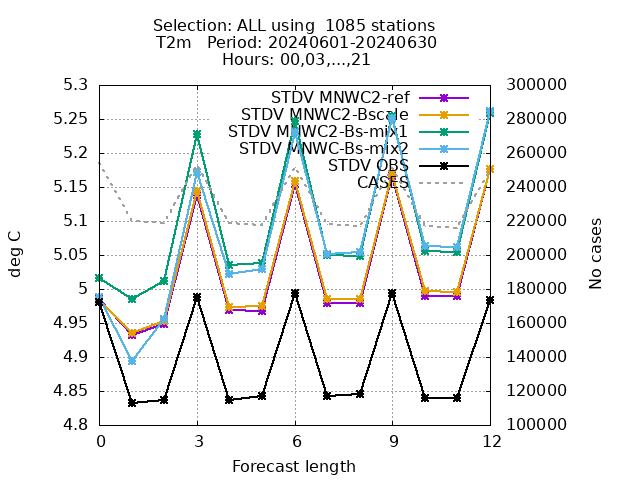 Selection: ALL using  1085 stations
T2m   Period: 20240601-20240630
Hours: 00,03,...,21
STDV MNWC2-ref
STDV MNWC2-Bscale
STDV MNWC2-Bs-mix1
STDV MNWC-Bs-mix2
STDV OBS
CASES
deg C
5.3
5.25
5.2
5.15
5.1
5.05
5
4.95
4.9
4.85
4.8
300000
280000
260000
240000
220000
200000
180000
160000
140000
120000
100000
No cases
0 3 6 9 12
Forecast length